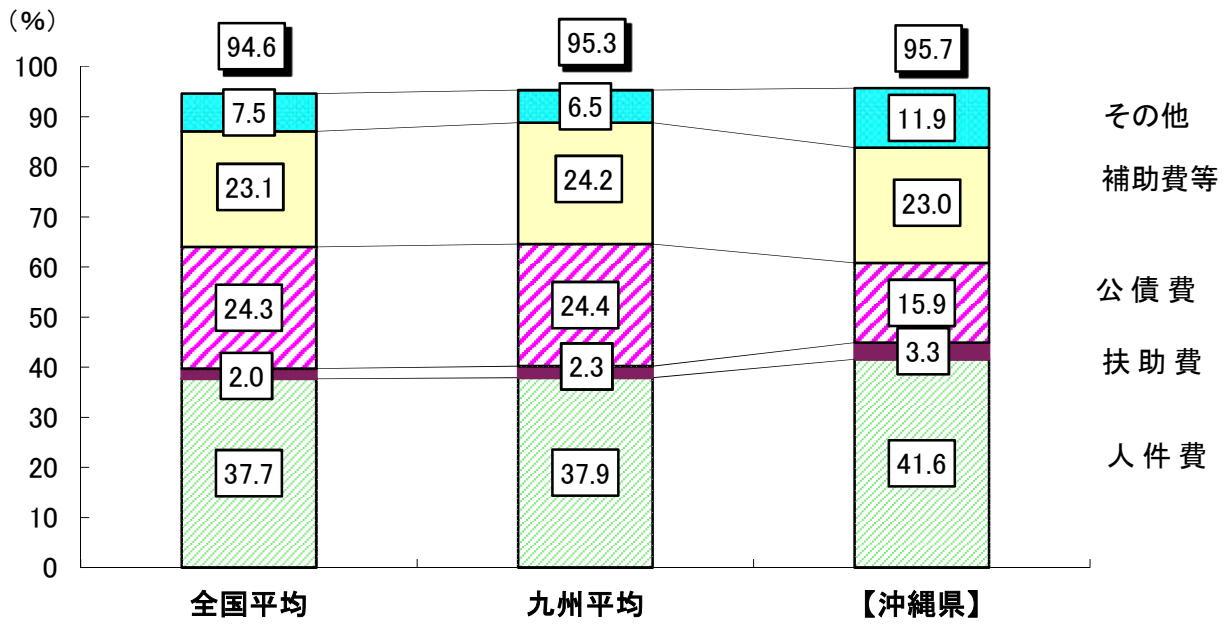 (%)
94.6 95.3 95.7
100
7.5 6.5 11.9 その他
90
80
23.1 24.2 23.0 補助費等
70
60
24.3 24.4 15.9 公債費
50
40
2.0 2.3 3.3 扶助費
30
37.7 37.9 41.6 人件費
20
10
0
全国平均 九州平均 【沖縄県】